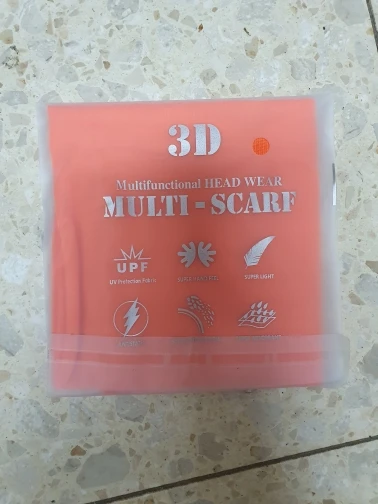 3D
Multifunctional HEAD WEAR
MULTI - SCARF
UPF
UV Protection Fabric
SUPER LIGHT